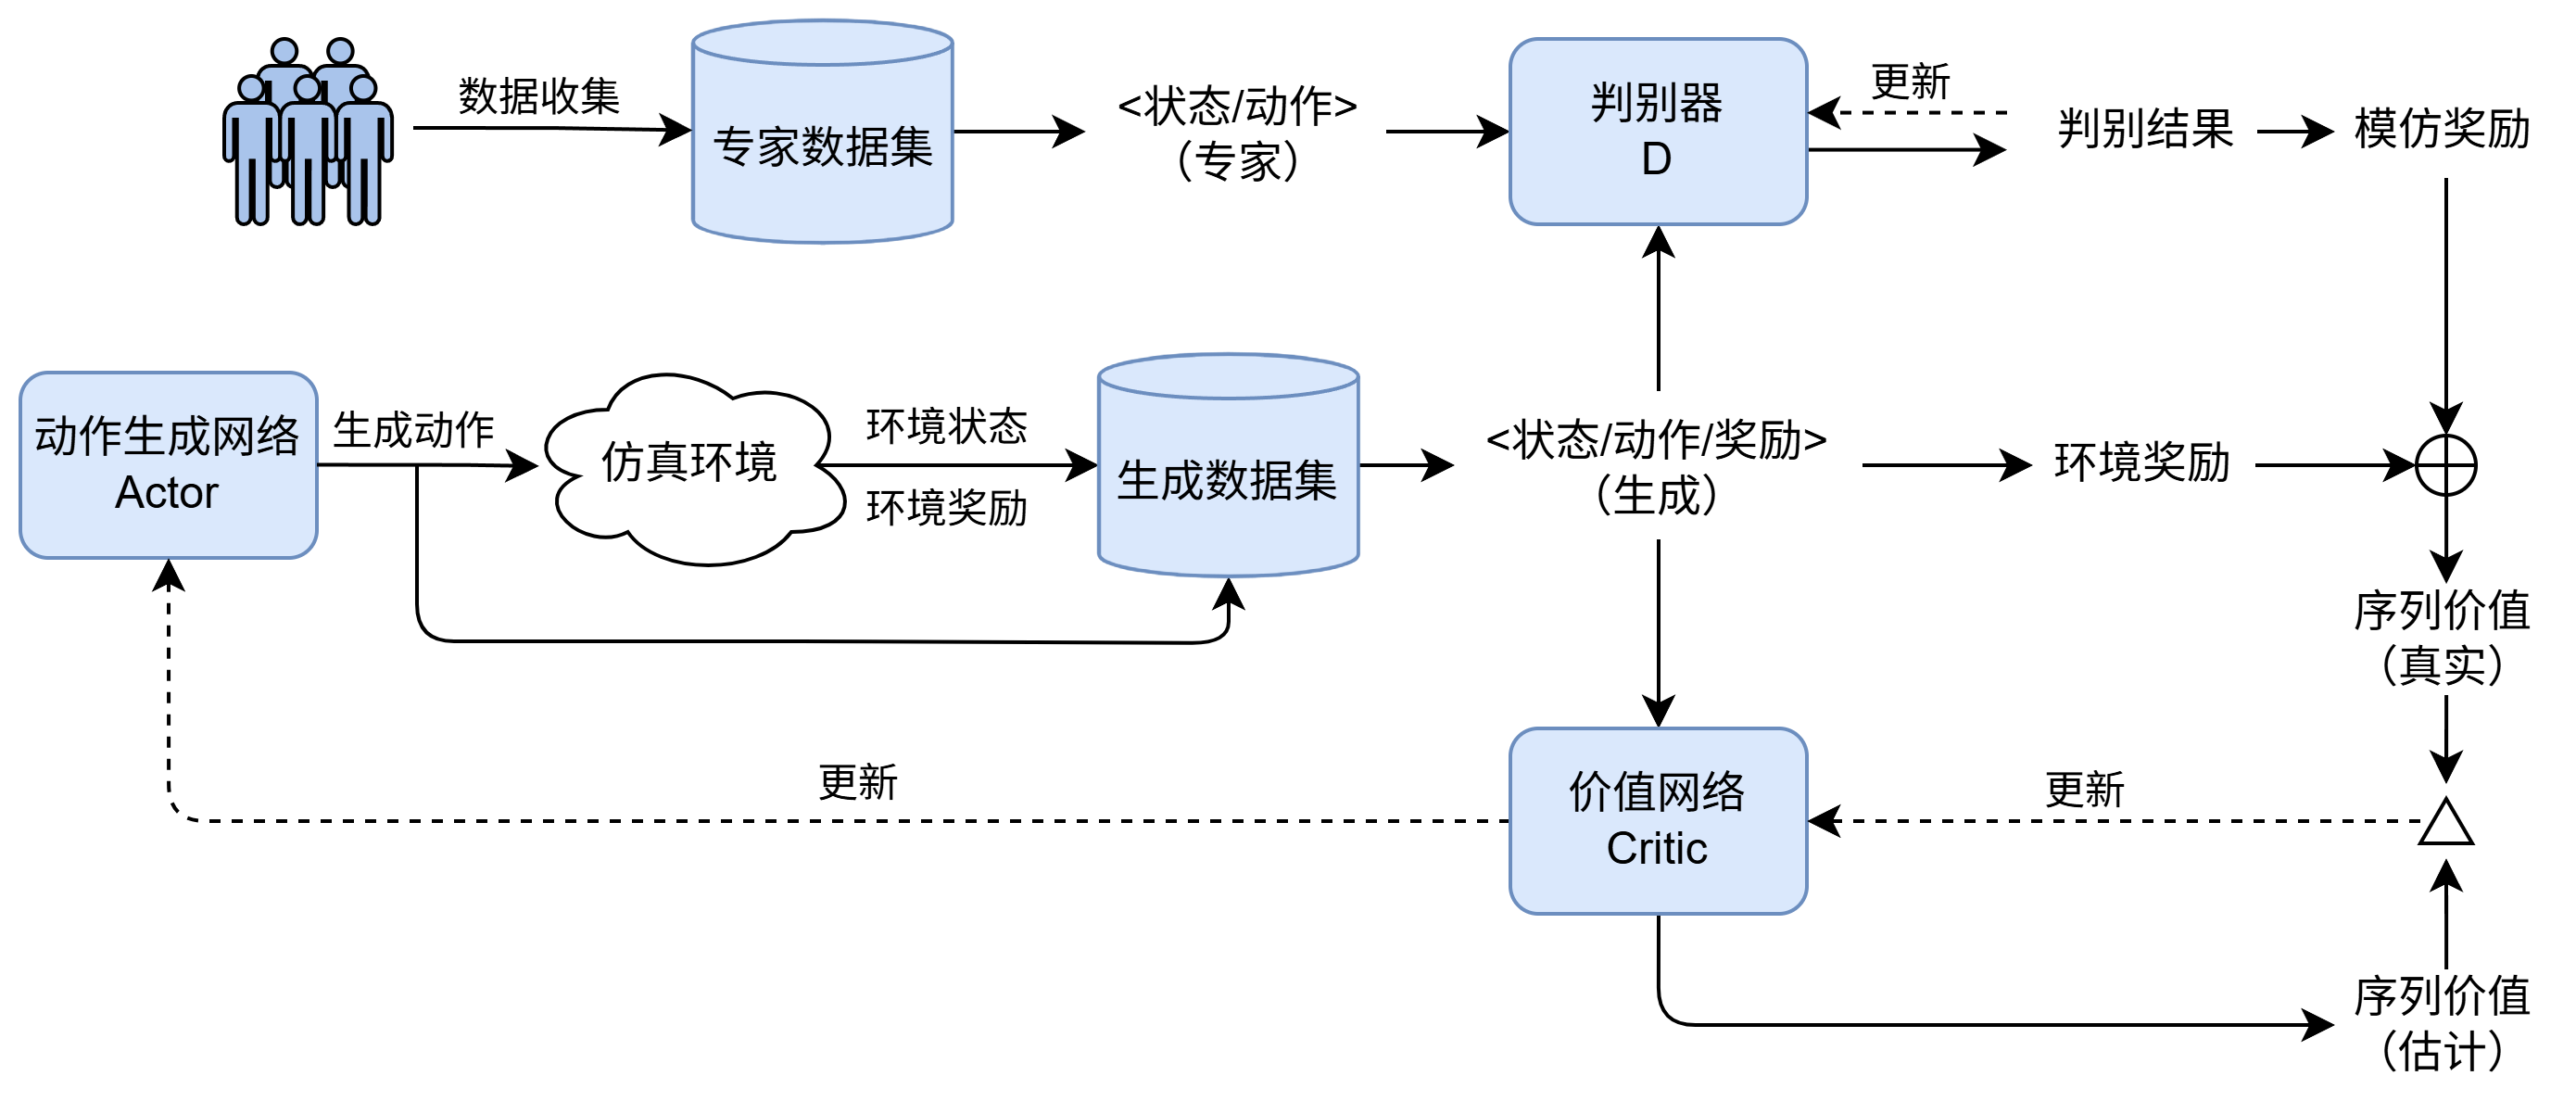 数据收集
专家数据集
<状态/动作>
（专家）
判别器
D
更新
判别结果
模仿奖励
动作生成网络
Actor
生成动作
仿真环境
环境状态
环境奖励
生成数据集
<状态/动作/奖励>
（生成）
环境奖励
序列价值
（真实）
更新
价值网络
Critic
更新
序列价值
（估计）